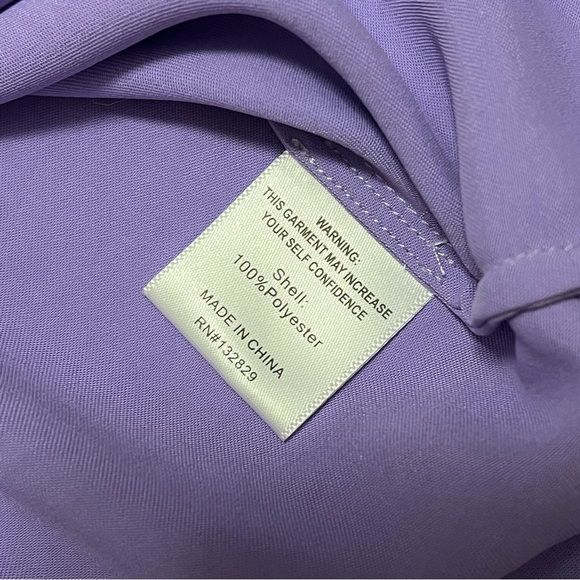 WARNING:
THIS GARMENT MAY INCREASE
YOUR SELF CONFIDENCE
Shell:
100%Polyester
MADE IN CHINA
RN#132829